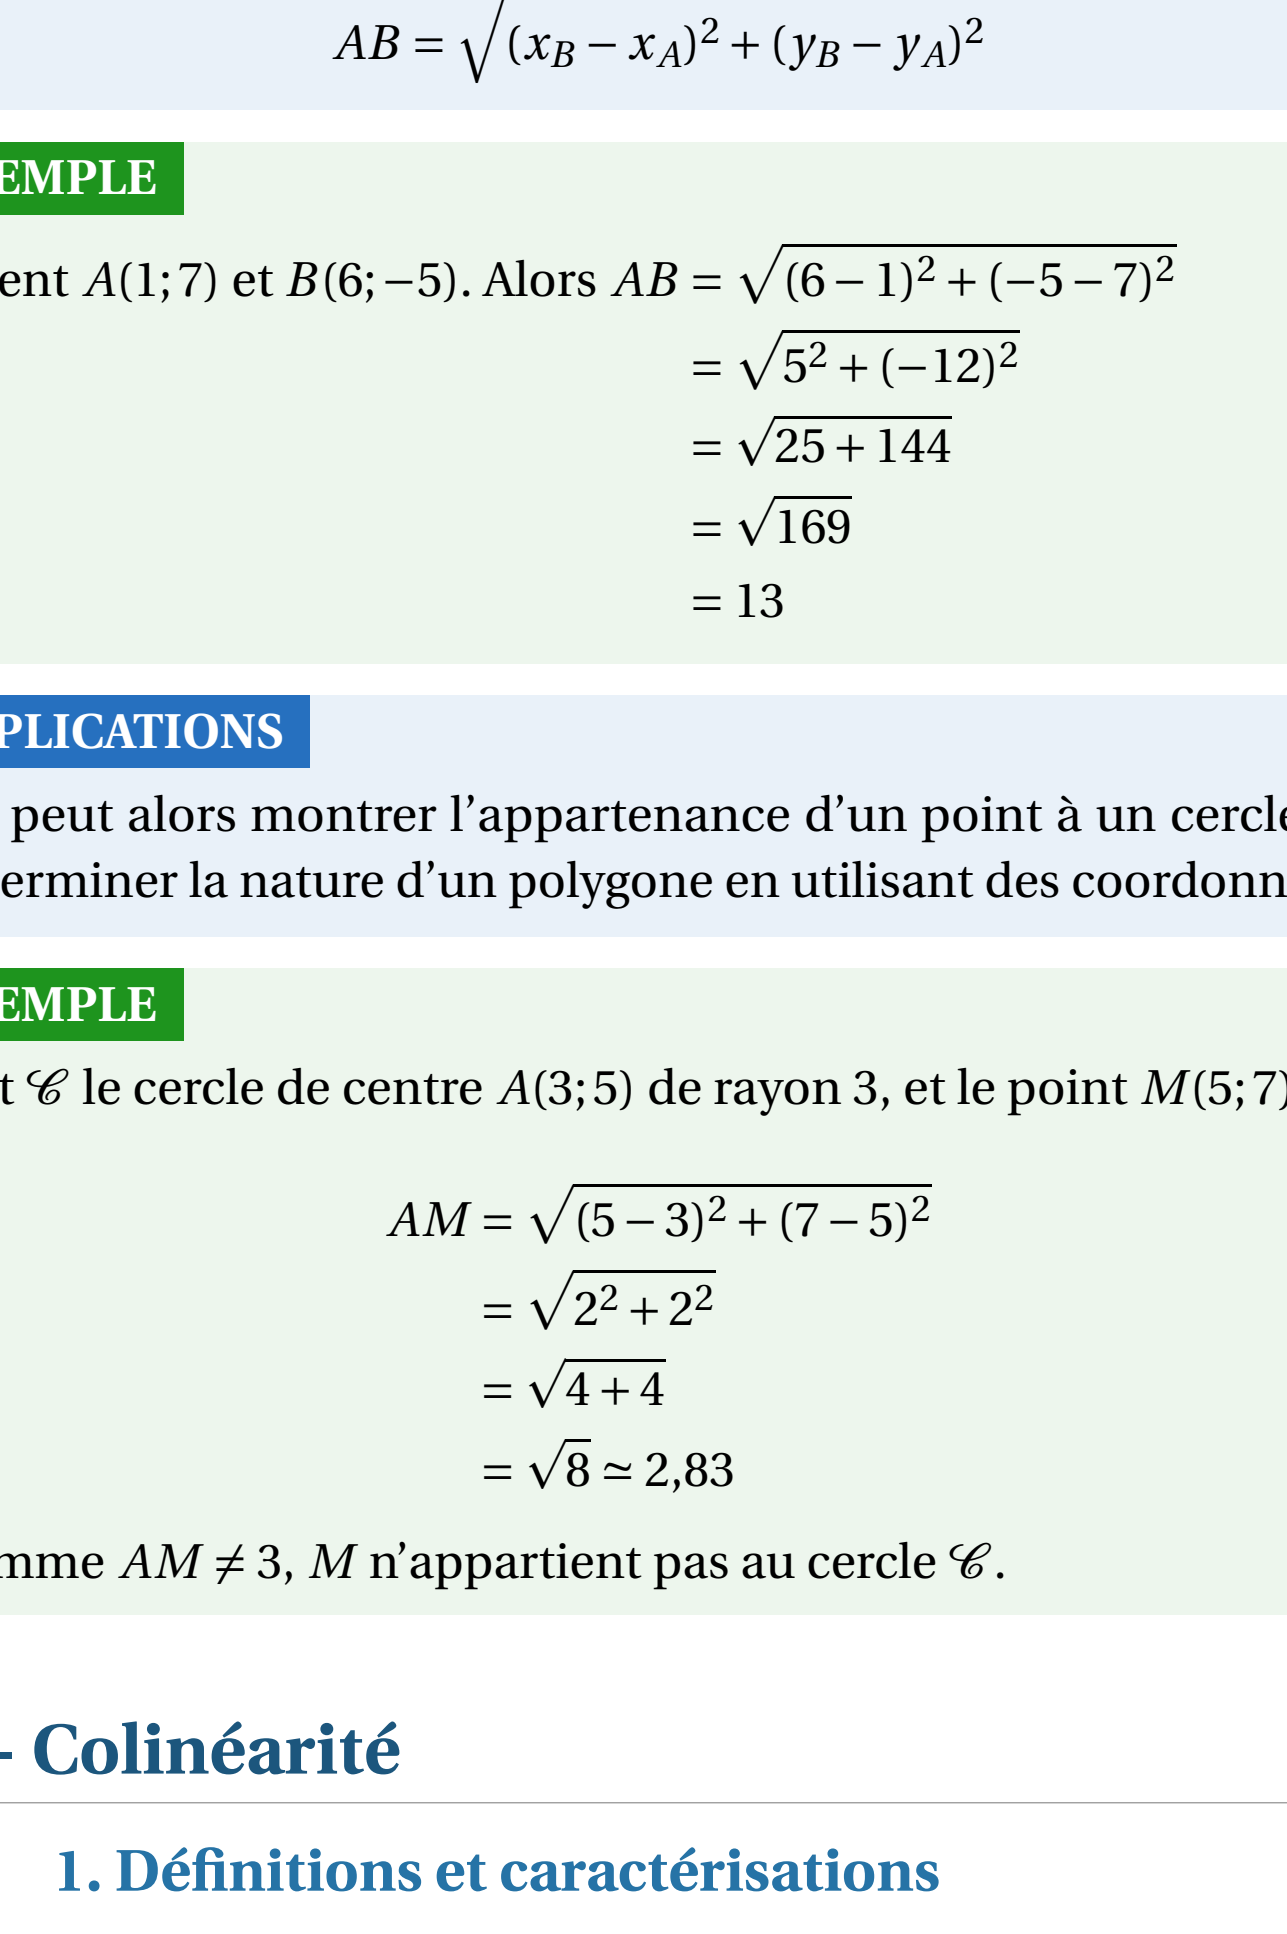 AB = √(x_B − x_A)² + (y_B − y_A)²
EMPLE
ent A(1; 7) et B(6; −5). Alors AB = √(6 − 1)² + (−5 − 7)²
= √5² + (−12)²
= √25 + 144
= √169
= 13
PLICATIONS
peut alors montrer l’appartenance d’un point à un cercle
erminer la nature d’un polygone en utilisant des coordonn
EMPLE
t 𝒞 le cercle de centre A(3; 5) de rayon 3, et le point M(5; 7)
AM = √(5 − 3)² + (7 − 5)²
= √2² + 2²
= √4 + 4
= √8 ≃ 2,83
mme AM ≠ 3, M n’appartient pas au cercle 𝒞.
- Colinéarité
1. Définitions et caractérisations